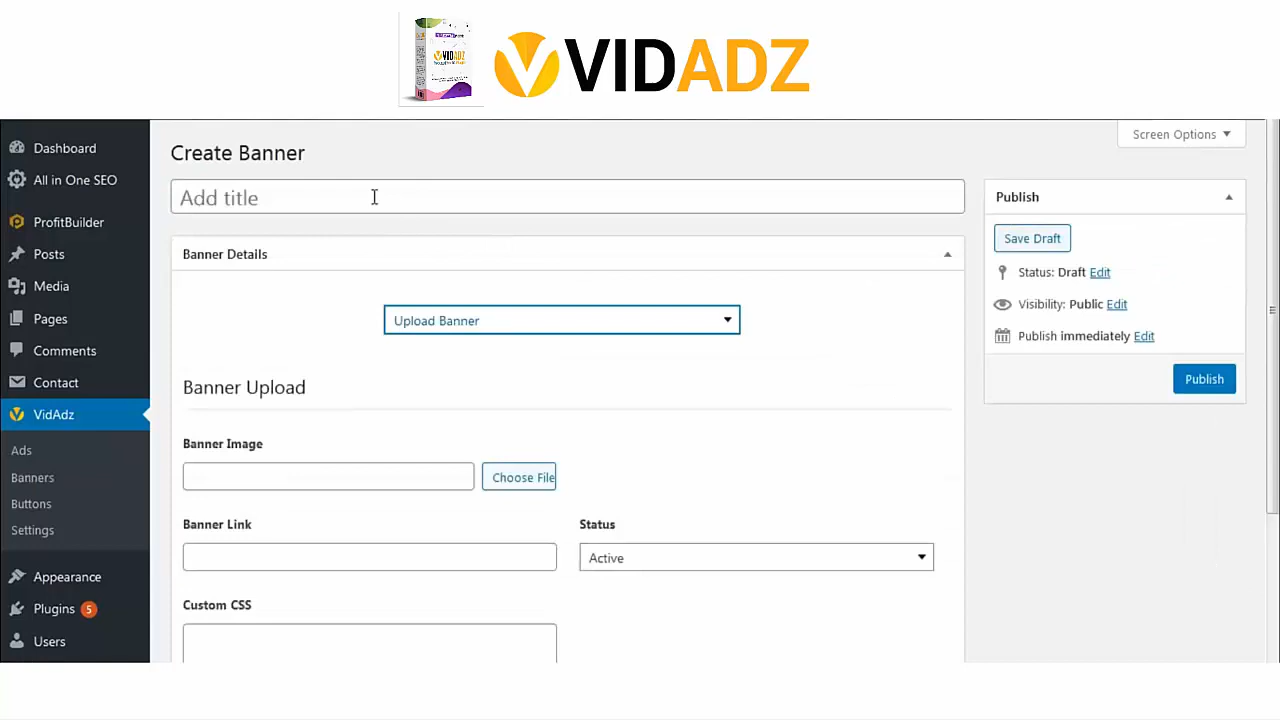 VIDADZ
VIDADZ
Screen Options
Create Banner
Add title
Dashboard
All in One SEO
ProfitBuilder
Posts
Media
Pages
Comments
Contact
VidAdz
Ads
Banners
Buttons
Settings
Appearance
Plugins 5
Users
Banner Details
Upload Banner
Banner Upload
Banner Image
Choose File
Banner Link
Status
Active
Custom CSS
Publish
Save Draft
Status: Draft Edit
Visibility: Public Edit
Publish immediately Edit
Publish